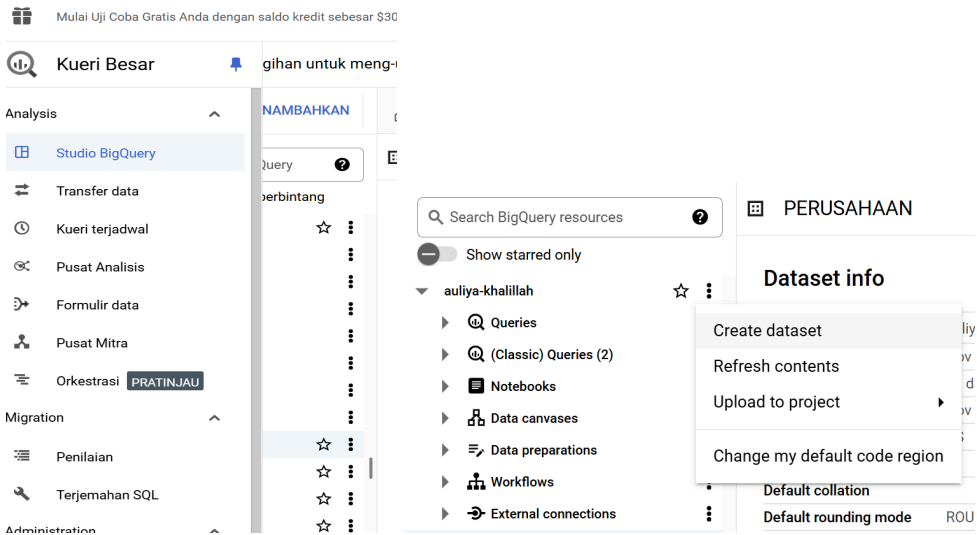 Mulai Uji Coba Gratis Anda dengan saldo kredit sebesar $30
Kueri Besar
gihan untuk meng-
Analysis
NAMBAHKAN
Studio BigQuery
Query
Transfer data
berbintang
Kueri terjadwal
Pusat Analisis
Formulir data
Pusat Mitra
Orkestrasi PRATINJAU
Migration
Penilaian
Terjemahan SQL
Administration
Search BigQuery resources
Show starred only
auliya-khalillah
Queries
(Classic) Queries (2)
Notebooks
Data canvases
Data preparations
Workflows
External connections
PERUSAHAAN
Dataset info
Create dataset
Refresh contents
Upload to project
Change my default code region
Default collation
Default rounding mode ROU